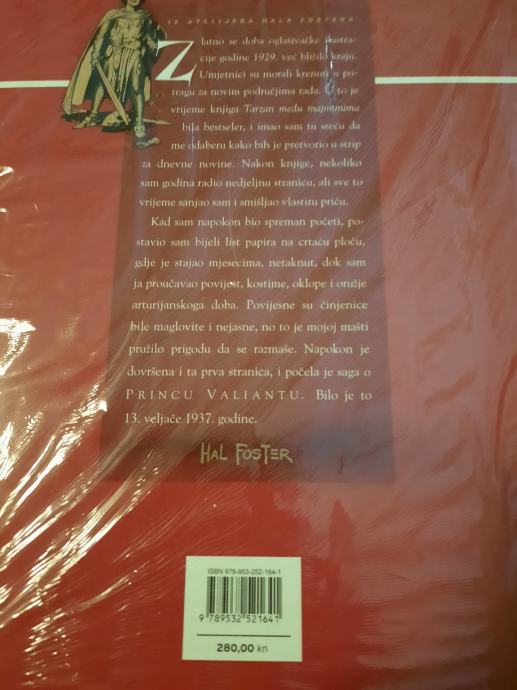 IZ ATELIJERA HALA FOSTERA
Zlatno se doba oglašivačke ilustra-
cije godine 1929. već bližilo kraju.
Umjetnici su morali krenuti u po-
tragu za novim područjima rada. U to je
vrijeme knjiga Tarzan među majmunima
bila bestseler, i imao sam tu sreću da
me odaberu kako bih je pretvorio u strip
za dnevne novine. Nakon knjige, nekoliko
sam godina radio nedjeljnu stranicu, ali sve to
vrijeme sanjao sam i smišljao vlastitu priču.
Kad sam napokon bio spreman početi, po-
stavio sam bijeli list papira na crtaću ploču,
gdje je stajao mjesecima, netaknut, dok sam
ja proučavao povijest, kostime, oklope i oružje
arturijanskoga doba. Povijesne su činjenice
bile maglovite i nejasne, no to je mojoj mašti
pružilo prigodu da se razmaše. Napokon je
dovršena i ta prva stranica, i počela je saga o
PRINCU VALIANTU. Bilo je to
13. veljače 1937. godine.
HAL FOSTER
ISBN 978-953-252-164-1
9 789532 521641
280,00 kn